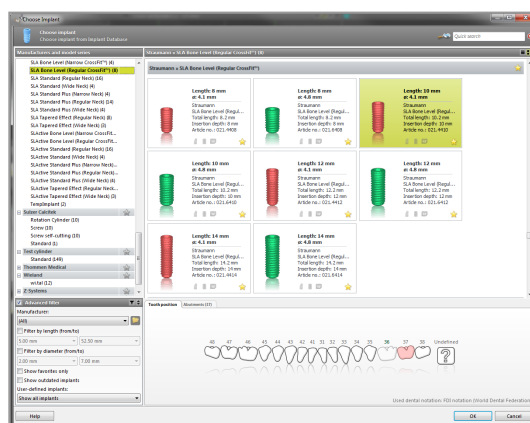 Choose Implant
Choose implant
Choose implant from Implant Database
Quick search
Manufacturers and model series
SLA Bone Level (Narrow CrossFit™) (4)
SLA Bone Level (Regular CrossFit™) (8)
SLA Standard (Regular Neck) (16)
SLA Standard (Wide Neck) (4)
SLA Standard Plus (Narrow Neck) (4)
SLA Standard Plus (Regular Neck) (14)
SLA Standard Plus (Wide Neck) (4)
SLA Tapered Effect (Regular Neck) (8)
SLA Tapered Effect (Wide Neck) (3)
SLActive Bone Level (Narrow CrossFit...
SLActive Bone Level (Regular CrossFit...
SLActive Standard (Regular Neck) (16)
SLActive Standard (Wide Neck) (4)
SLActive Standard Plus (Narrow Neck)...
SLActive Standard Plus (Regular Neck...
SLActive Standard Plus (Wide Neck) (4)
SLActive Tapered Effect (Regular Neck...
SLActive Tapered Effect (Wide Neck) (3)
TempImplant (2)
Sulzer Calcitek
Rotation Cylinder (10)
Screw (10)
Screw self-cutting (10)
Standard (1)
Test cylinder
Standard (149)
Thommen Medical
Wieland
wi.tal (12)
Z-Systems
Advanced filter
Manufacturer:
(All)
Filter by length (from/to)
5.00 mm
52.50 mm
Filter by diameter (from/to)
2.00 mm
7.00 mm
Show favorites only
Show outdated implants
User-defined implants:
Show all implants
Straumann » SLA Bone Level (Regular CrossFit™) (8)
Straumann » SLA Bone Level (Regular CrossFit™)
Length: 8 mm
ø: 4.1 mm
Straumann
SLA Bone Level (Regul...
Total length: 8.2 mm
Insertion depth: 8 mm
Article no.: 021.4408
Length: 8 mm
ø: 4.8 mm
Straumann
SLA Bone Level (Regul...
Total length: 8.2 mm
Insertion depth: 8 mm
Article no.: 021.6408
Length: 10 mm
ø: 4.1 mm
Straumann
SLA Bone Level (Regul...
Total length: 10.2 mm
Insertion depth: 10 mm
Article no.: 021.4410
Length: 10 mm
ø: 4.8 mm
Straumann
SLA Bone Level (Regul...
Total length: 10.2 mm
Insertion depth: 10 mm
Article no.: 021.6410
Length: 12 mm
ø: 4.1 mm
Straumann
SLA Bone Level (Regul...
Total length: 12.2 mm
Insertion depth: 12 mm
Article no.: 021.4412
Length: 12 mm
ø: 4.8 mm
Straumann
SLA Bone Level (Regul...
Total length: 12.2 mm
Insertion depth: 12 mm
Article no.: 021.6412
Length: 14 mm
ø: 4.1 mm
Straumann
SLA Bone Level (Regul...
Total length: 14.2 mm
Insertion depth: 14 mm
Article no.: 021.4414
Length: 14 mm
ø: 4.8 mm
Straumann
SLA Bone Level (Regul...
Total length: 14.2 mm
Insertion depth: 14 mm
Article no.: 021.6414
Tooth position
Abutments (37)
48 47 46 45 44 43 42 41 31 32 33 34 35 36 37 38 Undefined
?
Used dental notation: FDI notation (World Dental Federation
Help
Ok
Cancel